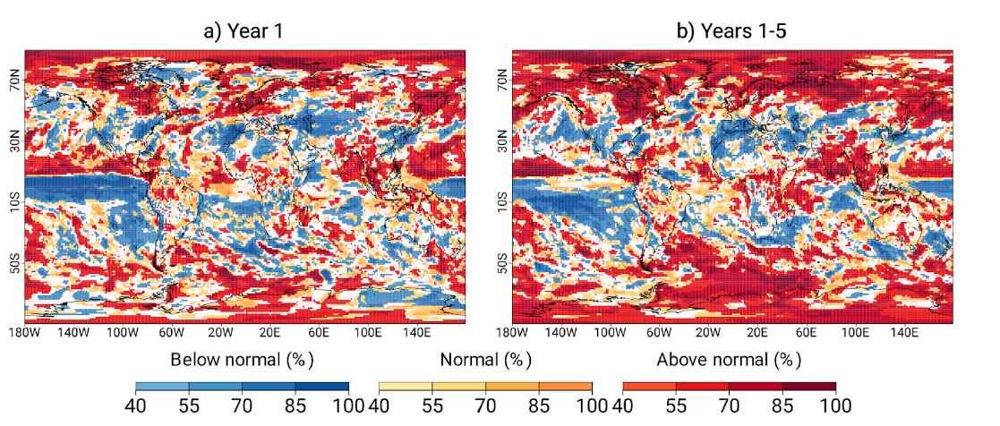 a) Year 1
b) Years 1-5
70N
30N
10S
50S
180W 140W 100W 60W 20W 20E 60E 100E 140E
70N
30N
10S
50S
180W 140W 100W 60W 20W 20E 60E 100E 140E
Below normal (%)
Normal (%)
Above normal (%)
40 55 70 85 100
40 55 70 85 100
40 55 70 85 100